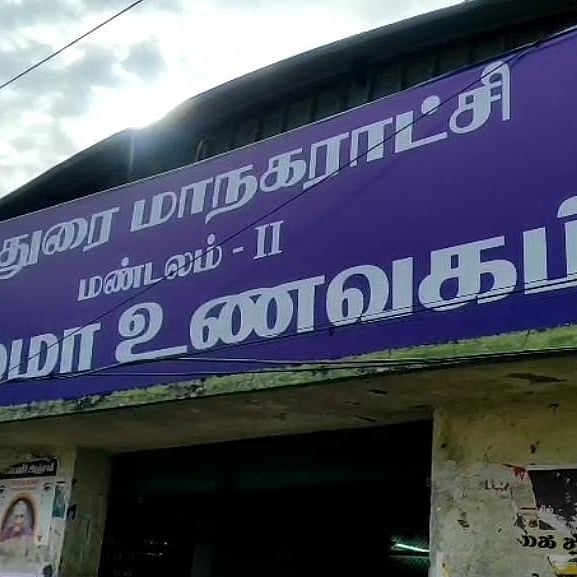 துரை மாநகராட்சி
மண்டலம் - II
மா உணவகம்